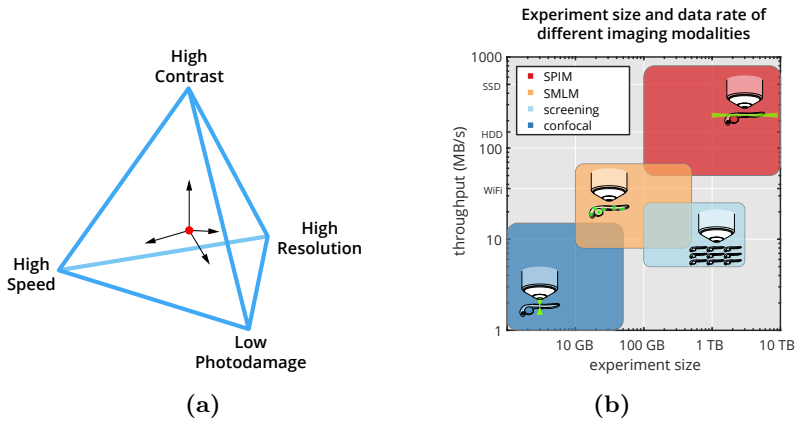 High
Contrast
High
Resolution
High
Speed
Low
Photodamage
(a)
Experiment size and data rate of
different imaging modalities
throughput (MB/s)
1000
SSD
HDD
100
WiFi
10
1
SPIM
SMLM
screening
confocal
10 GB 100 GB 1 TB 10 TB
experiment size
(b)